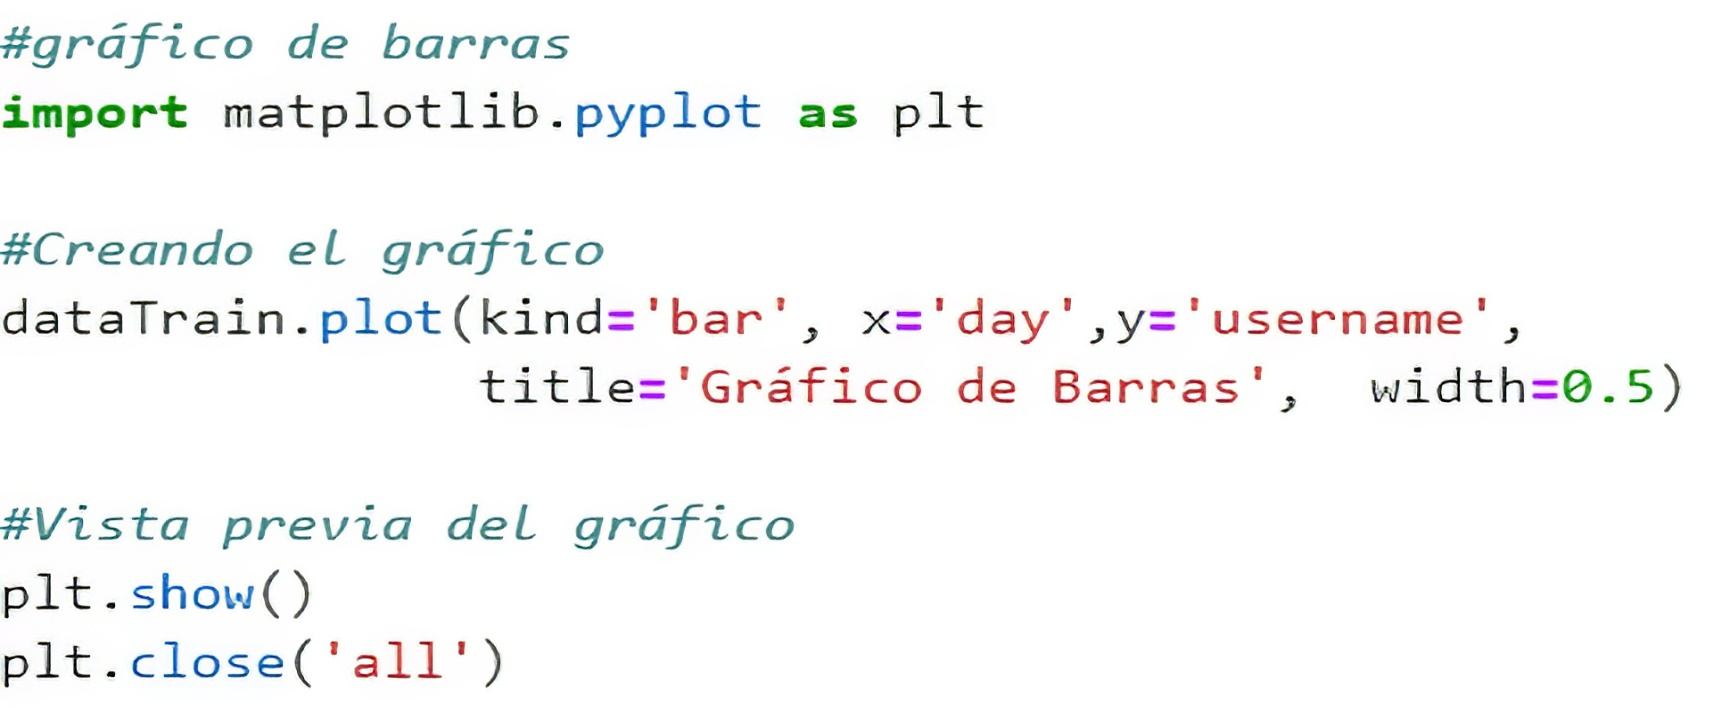 #gráfico de barras
import matplotlib.pyplot as plt
#Creando el gráfico
dataTrain.plot(kind='bar', x='day',y='username',
title='Gráfico de Barras', width=0.5)
#Vista previa del gráfico
plt.show()
plt.close('all')